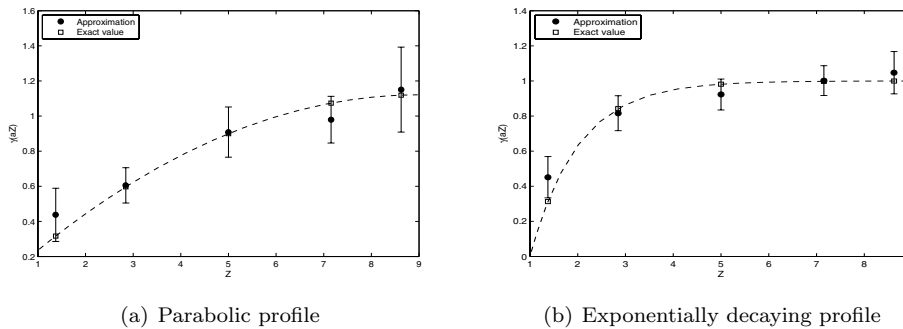 1.6
1.4
1.2
1
0.8
0.6
0.4
0.2
γ(aZ)
Approximation
Exact value
1 2 3 4 5 6 7 8 9
Z
(a) Parabolic profile
1.4
1.2
1
0.8
0.6
0.4
0.2
0
γ(aZ)
Approximation
Exact value
1 2 3 4 5 6 7 8
Z
(b) Exponentially decaying profile